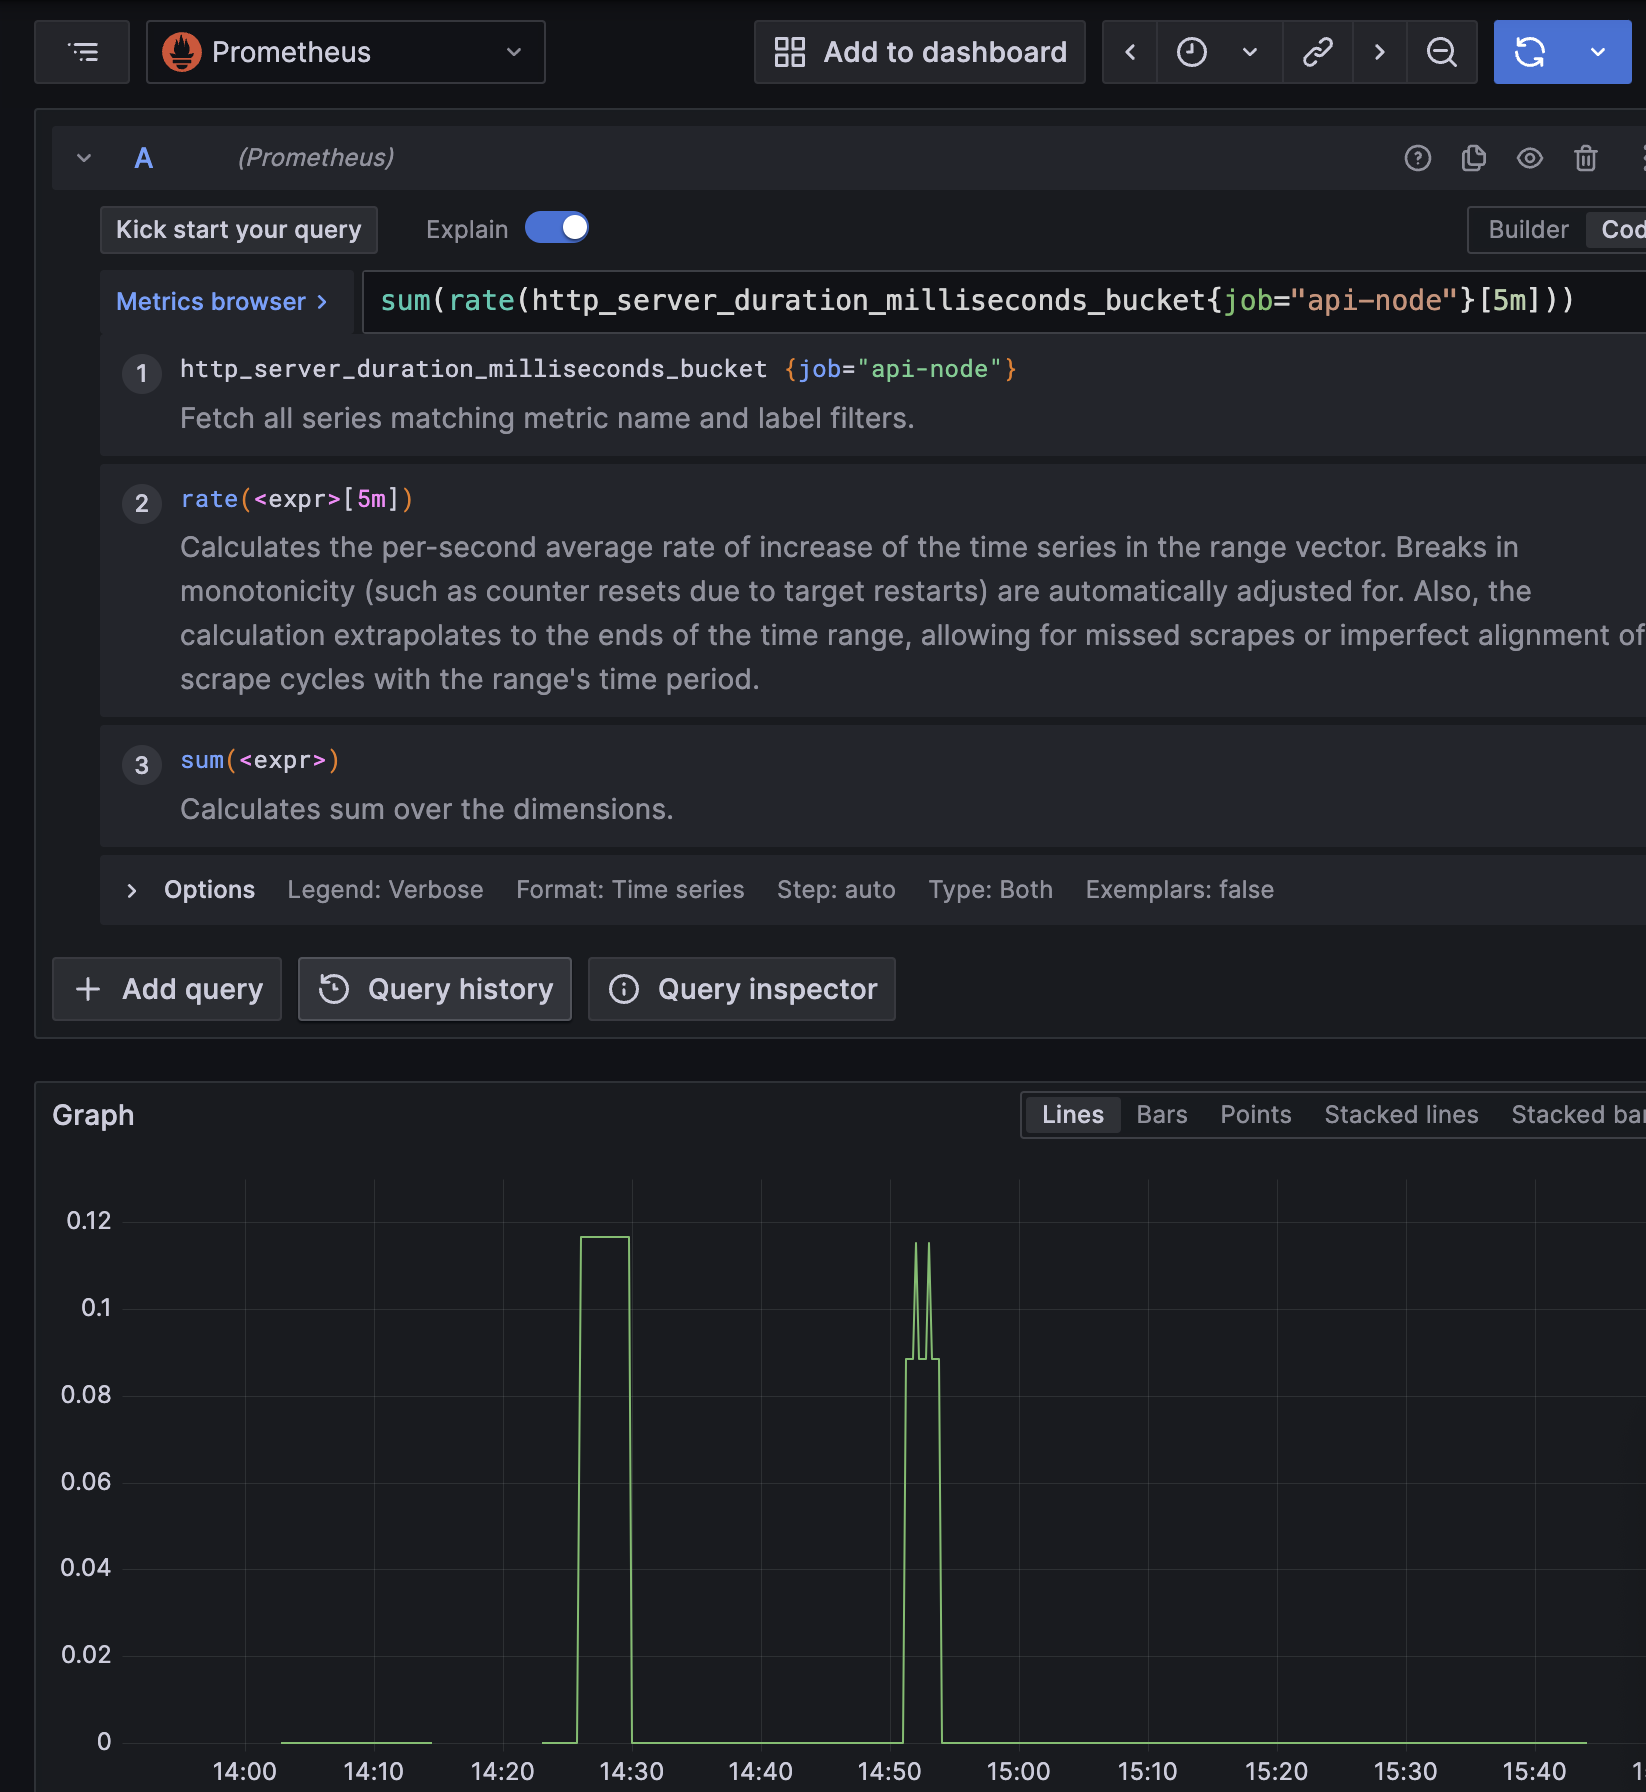 Prometheus
Add to dashboard
A
(Prometheus)
Kick start your query
Explain
Builder
Cod
Metrics browser >
sum(rate(http_server_duration_milliseconds_bucket{job="api-node"}[5m]))
1
http_server_duration_milliseconds_bucket {job="api-node"}
Fetch all series matching metric name and label filters.
2
rate(<expr>[5m])
Calculates the per-second average rate of increase of the time series in the range vector. Breaks in
monotonicity (such as counter resets due to target restarts) are automatically adjusted for. Also, the
calculation extrapolates to the ends of the time range, allowing for missed scrapes or imperfect alignment of
scrape cycles with the range's time period.
3
sum(<expr>)
Calculates sum over the dimensions.
Options Legend: Verbose Format: Time series Step: auto Type: Both Exemplars: false
+ Add query
Query history
Query inspector
Graph
Lines Bars Points Stacked lines Stacked bar
0.12
0.1
0.08
0.06
0.04
0.02
0
14:00 14:10 14:20 14:30 14:40 14:50 15:00 15:10 15:20 15:30 15:40